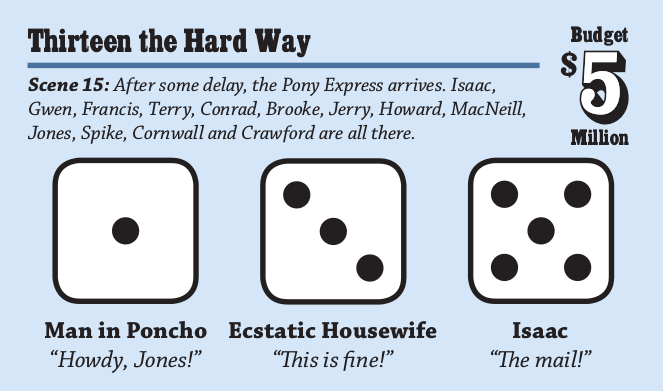 Thirteen the Hard Way
Budget
$5
Million
Scene 15: After some delay, the Pony Express arrives. Isaac,
Gwen, Francis, Terry, Conrad, Brooke, Jerry, Howard, MacNeill,
Jones, Spike, Cornwall and Crawford are all there.
Man in Poncho
“Howdy, Jones!”
Ecstatic Housewife
“This is fine!”
Isaac
“The mail!”